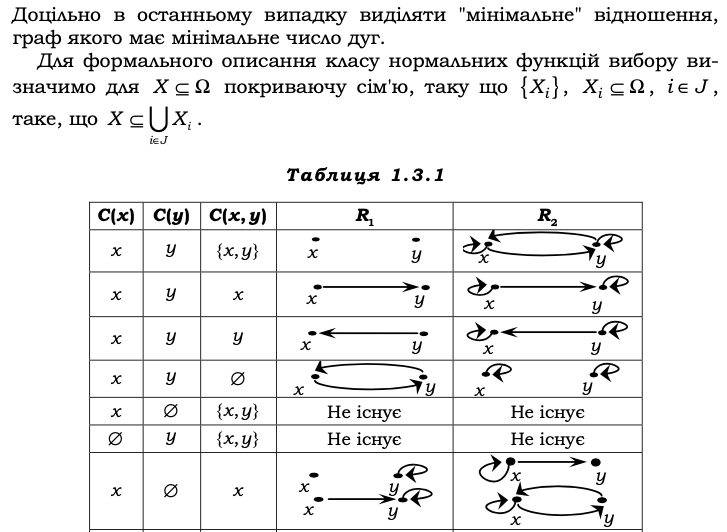 Доцільно в останньому випадку виділяти "мінімальне" відношення,
граф якого має мінімальне число дуг.
Для формального описання класу нормальних функцій вибору ви-
значимо для X ⊆ Ω покриваючу сім'ю, таку що {Xᵢ}, Xᵢ ⊆ Ω, i ∈ J,
таке, що X ⊆ ⋃ Xᵢ.
i∈J
Таблиця 1.3.1
C(x) C(y) C(x, y) R₁ R₂
x y {x,y} x y x y
x y x x y x y
x y y x y x y
x y ∅ x y x y
x ∅ {x,y} Не існує Не існує
∅ y {x,y} Не існує Не існує
x y x y
x ∅ x
x y x y